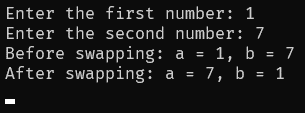 Enter the first number: 1
Enter the second number: 7
Before swapping: a = 1, b = 7
After swapping: a = 7, b = 1